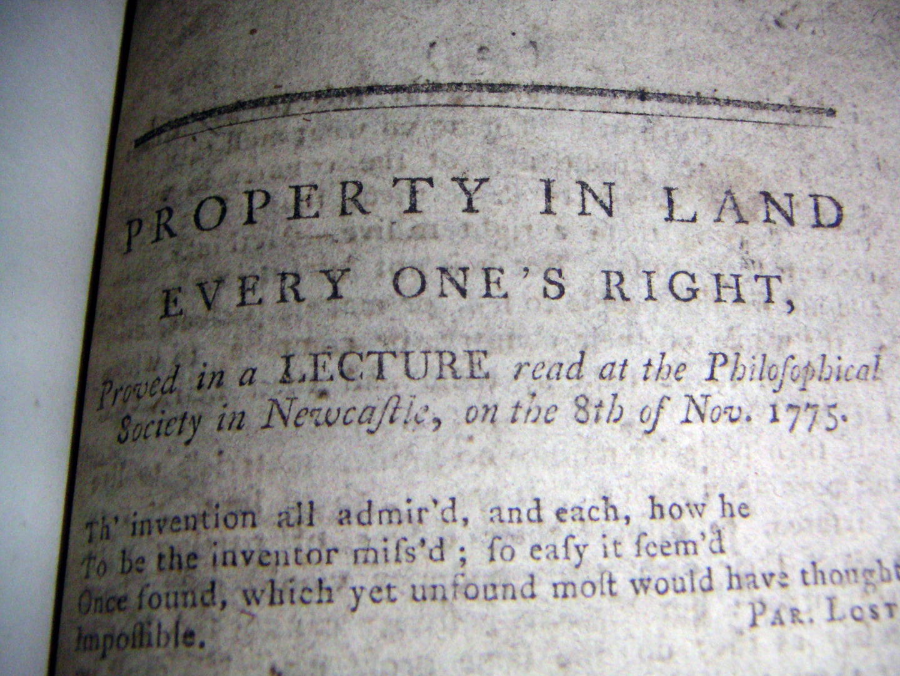 PROPERTY IN LAND
EVERY ONE'S RIGHT,
Proved in a LECTURE read at the Philoſophical
Society in Newcaſtle, on the 8th of Nov. 1775.
Th' invention all admir'd, and each, how he
To be the inventor miſs'd ; ſo eaſy it ſeem'd
Once found, which yet unfound moſt would have thought
Impoſſible.
PAR. LOST